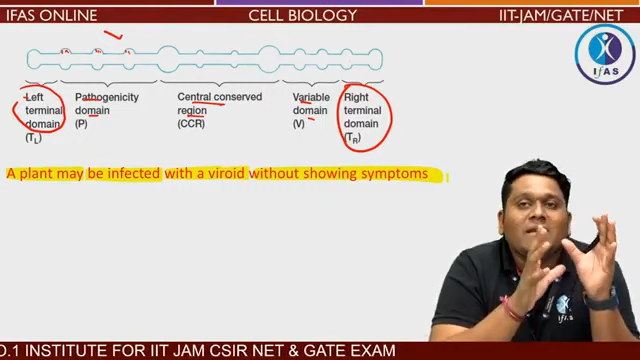 IFAS ONLINE
CELL BIOLOGY
IIT-JAM/GATE/NET
IFAS
Left terminal domain (TL)
Pathogenicity domain (P)
Central conserved region (CCR)
Variable domain (V)
Right terminal domain (TR)
A plant may be infected with a viroid without showing symptoms
iFAS
O.1 INSTITUTE FOR IIT JAM CSIR NET & GATE EXAM